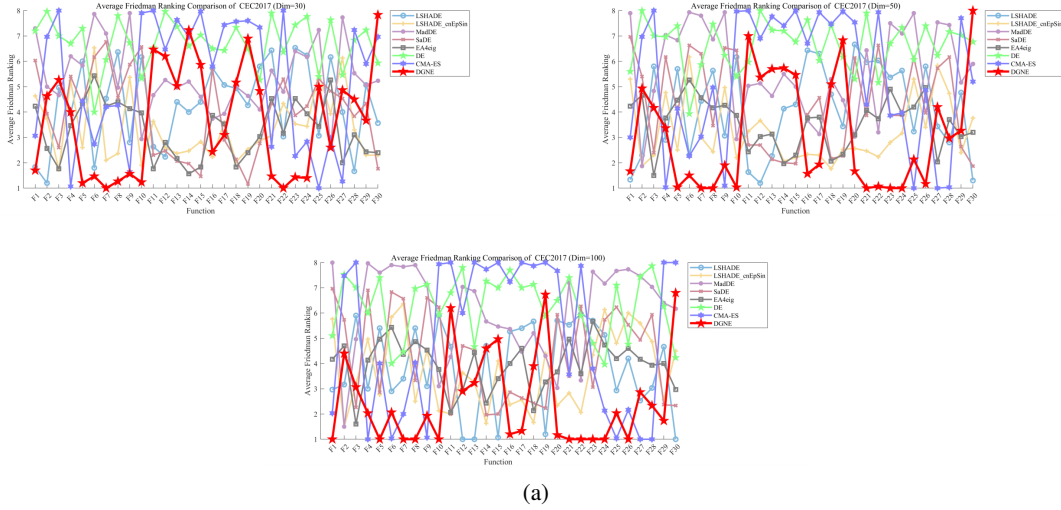 Average Friedman Ranking Comparison of CEC2017 (Dim=30)
Average Friedman Ranking
8
7
6
5
4
3
2
1
F1 F2 F3 F4 F5 F6 F7 F8 F9 F10 F11 F12 F13 F14 F15 F16 F17 F18 F19 F20 F21 F22 F23 F24 F25 F26 F27 F28 F29 F30
Function
LSHADE
LSHADE_cnEpSin
MadDE
SaDE
EA4eig
DE
CMA-ES
DGNE
Average Friedman Ranking Comparison of CEC2017 (Dim=50)
Average Friedman Ranking
8
7
6
5
4
3
2
1
F1 F2 F3 F4 F5 F6 F7 F8 F9 F10 F11 F12 F13 F14 F15 F16 F17 F18 F19 F20 F21 F22 F23 F24 F25 F26 F27 F28 F29 F30
Function
LSHADE
LSHADE_cnEpSin
MadDE
SaDE
EA4eig
DE
CMA-ES
DGNE
Average Friedman Ranking Comparison of CEC2017 (Dim=100)
Average Friedman Ranking
8
7
6
5
4
3
2
1
F1 F2 F3 F4 F5 F6 F7 F8 F9 F10 F11 F12 F13 F14 F15 F16 F17 F18 F19 F20 F21 F22 F23 F24 F25 F26 F27 F28 F29 F30
Function
LSHADE
LSHADE_cnEpSin
MadDE
SaDE
EA4eig
DE
CMA-ES
DGNE
(a)